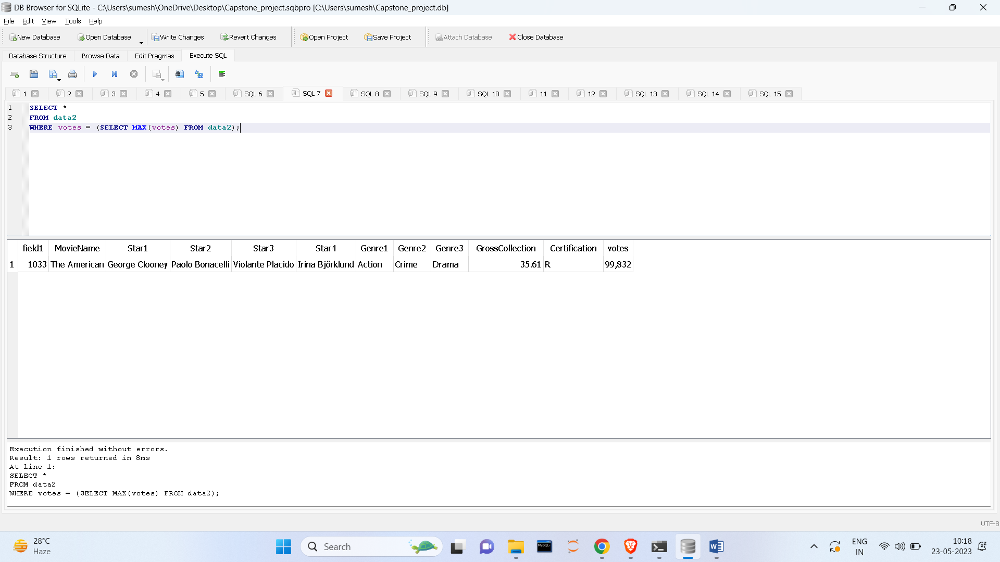 DB Browser for SQLite - C:\Users\sumesh\OneDrive\Desktop\Capstone_project.sqbpro [C:\Users\sumesh\Capstone_project.db]
File Edit View Tools Help
New Database Open Database Write Changes Revert Changes Open Project Save Project Attach Database Close Database
Database Structure Browse Data Edit Pragmas Execute SQL
1 2 3 4 5 SQL 6 SQL 7 SQL 8 SQL 9 SQL 10 11 12 SQL 13 SQL 14 SQL 15
1 SELECT *
2 FROM data2
3 WHERE votes = (SELECT MAX(votes) FROM data2);
field1 MovieName Star1 Star2 Star3 Star4 Genre1 Genre2 Genre3 GrossCollection Certification votes
1 1033 The American George Clooney Paolo Bonacelli Violante Placido Irina Björklund Action Crime Drama 35.61 R 99,832
Execution finished without errors.
Result: 1 rows returned in 8ms
At line 1:
SELECT *
FROM data2
WHERE votes = (SELECT MAX(votes) FROM data2);
UTF-8
28°C
Haze
Search
MySQL
ENG
IN
10:18
23-05-2023